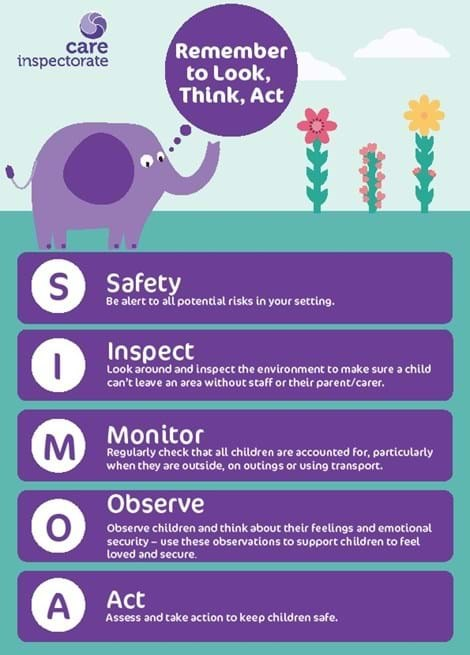 care
inspectorate
Remember
to Look,
Think, Act
S
Safety
Be alert to all potential risks in your setting.
I
Inspect
Look around and inspect the environment to make sure a child
can't leave an area without staff or their parent/carer.
M
Monitor
Regularly check that all children are accounted for, particularly
when they are outside, on outings or using transport.
O
Observe
Observe children and think about their feelings and emotional
security – use these observations to support children to feel
loved and secure.
A
Act
Assess and take action to keep children safe.